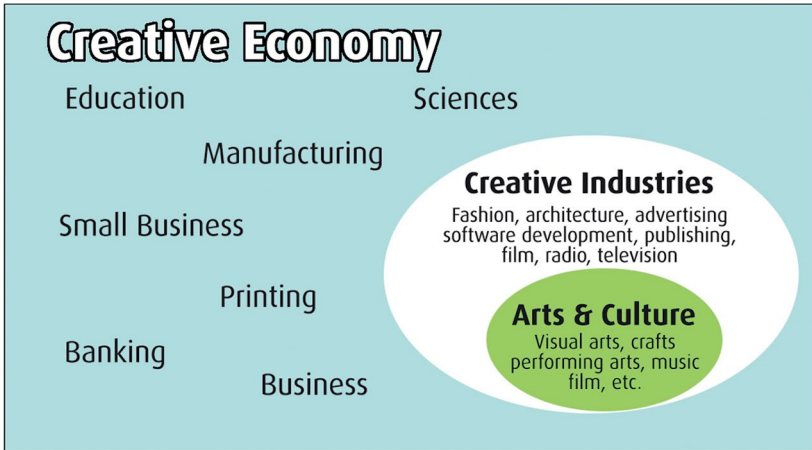 Creative Economy
Education
Sciences
Manufacturing
Small Business
Printing
Banking
Business
Creative Industries
Fashion, architecture, advertising
software development, publishing,
film, radio, television
Arts & Culture
Visual arts, crafts
performing arts, music
film, etc.